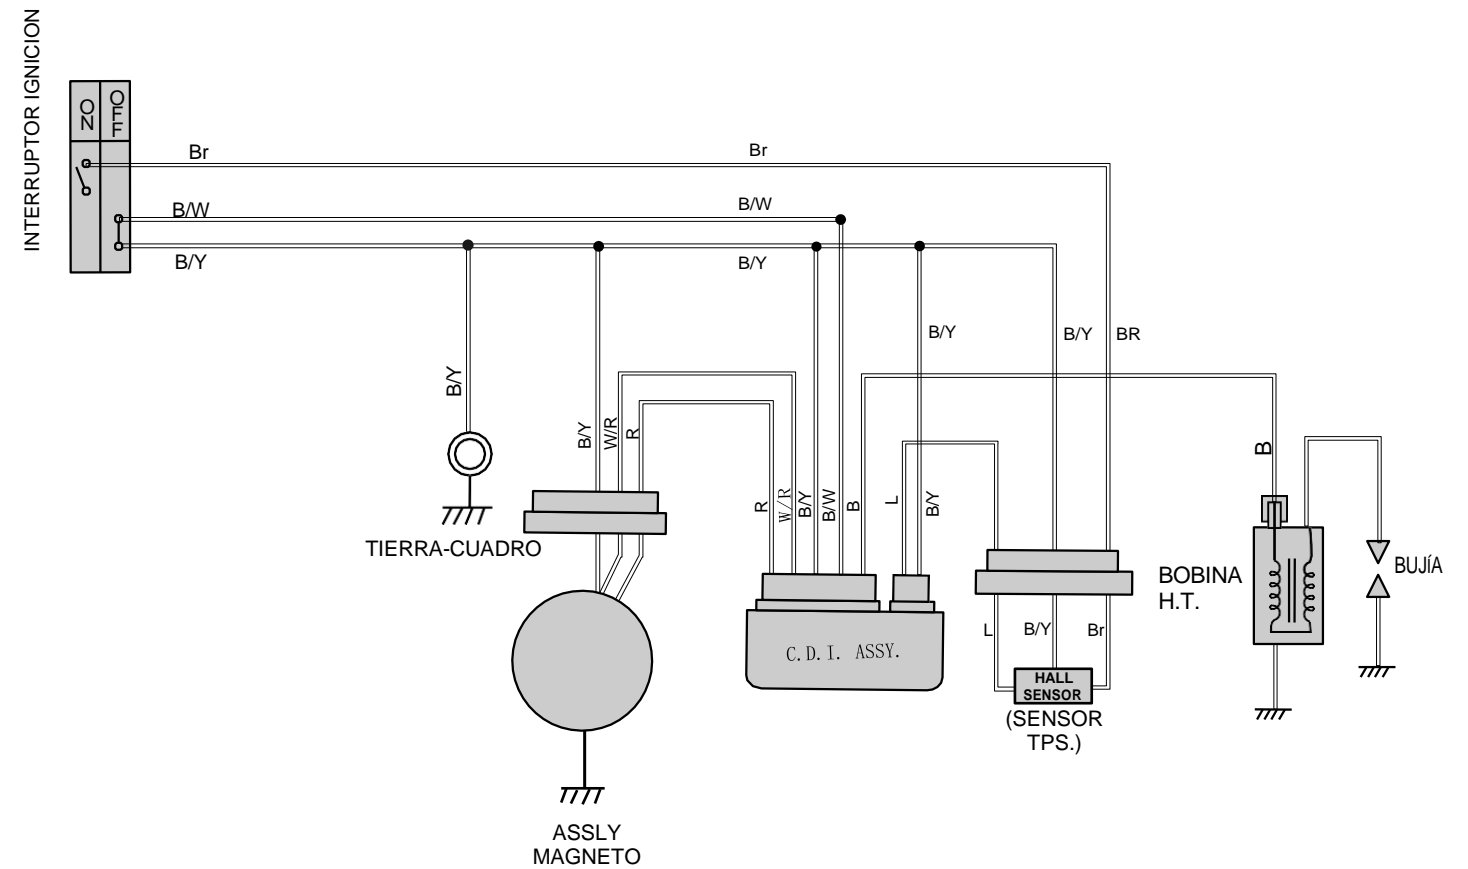 INTERRUPTOR IGNICION
ON
OFF
Br
Br
B/W
B/W
B/Y
B/Y
B/Y
B/Y
BR
B/Y
B/Y
W/R
R
R
W/R
B/Y
B/W
B
L
B/Y
B
TIERRA-CUADRO
BOBINA
H.T.
BUJÍA
C.D.I. ASSY.
L
B/Y
Br
HALL
SENSOR
(SENSOR
TPS.)
ASSLY
MAGNETO